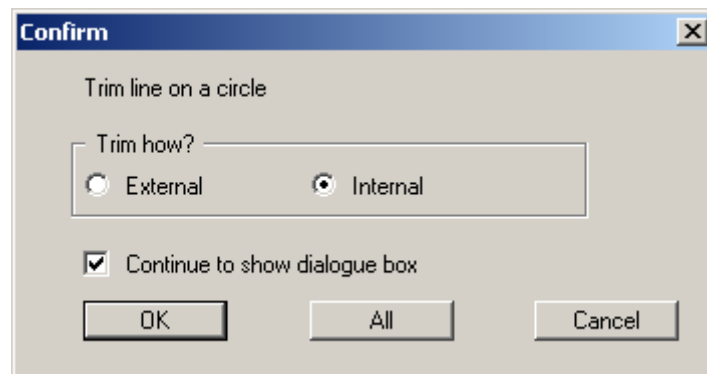 Confirm
Trim line on a circle
Trim how?
External Internal
Continue to show dialogue box
OK All Cancel